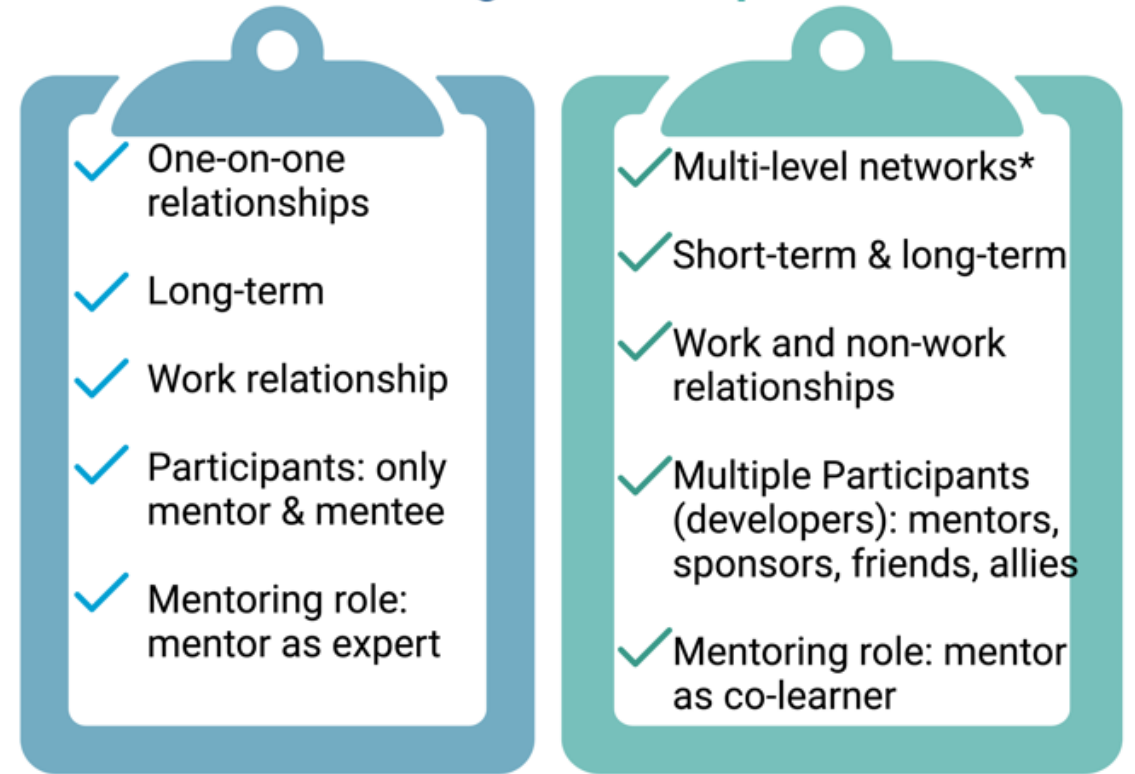 One-on-one
relationships
Long-term
Work relationship
Participants: only
mentor & mentee
Mentoring role:
mentor as expert
Multi-level networks*
Short-term & long-term
Work and non-work
relationships
Multiple Participants
(developers): mentors,
sponsors, friends, allies
Mentoring role: mentor
as co-learner